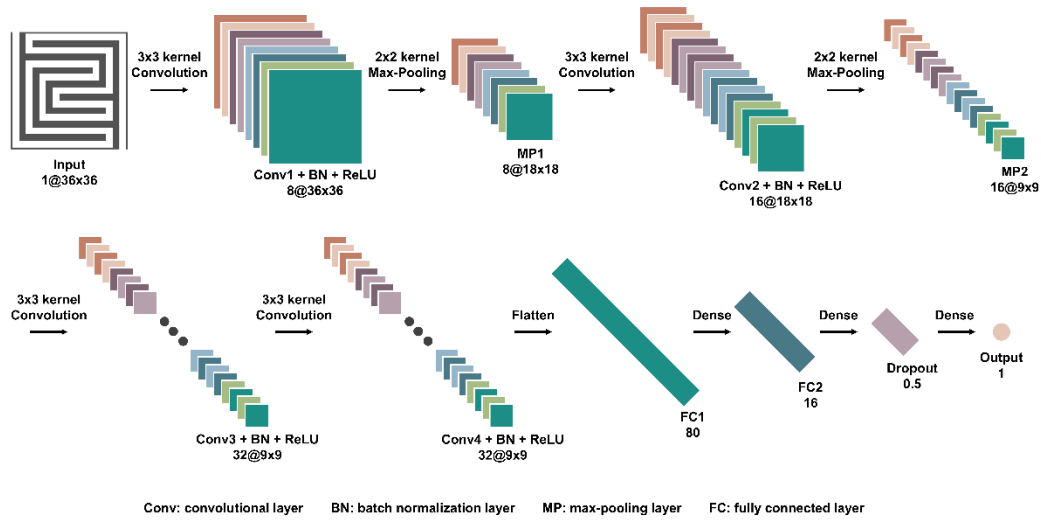 3x3 kernel
Convolution
2x2 kernel
Max-Pooling
3x3 kernel
Convolution
2x2 kernel
Max-Pooling
Input
1@36x36
Conv1 + BN + ReLU
8@36x36
MP1
8@18x18
Conv2 + BN + ReLU
16@18x18
MP2
16@9x9
3x3 kernel
Convolution
3x3 kernel
Convolution
Flatten
Dense
Dense
Dense
Conv3 + BN + ReLU
32@9x9
Conv4 + BN + ReLU
32@9x9
FC1
80
FC2
16
Dropout
0.5
Output
1
Conv: convolutional layer BN: batch normalization layer MP: max-pooling layer FC: fully connected layer